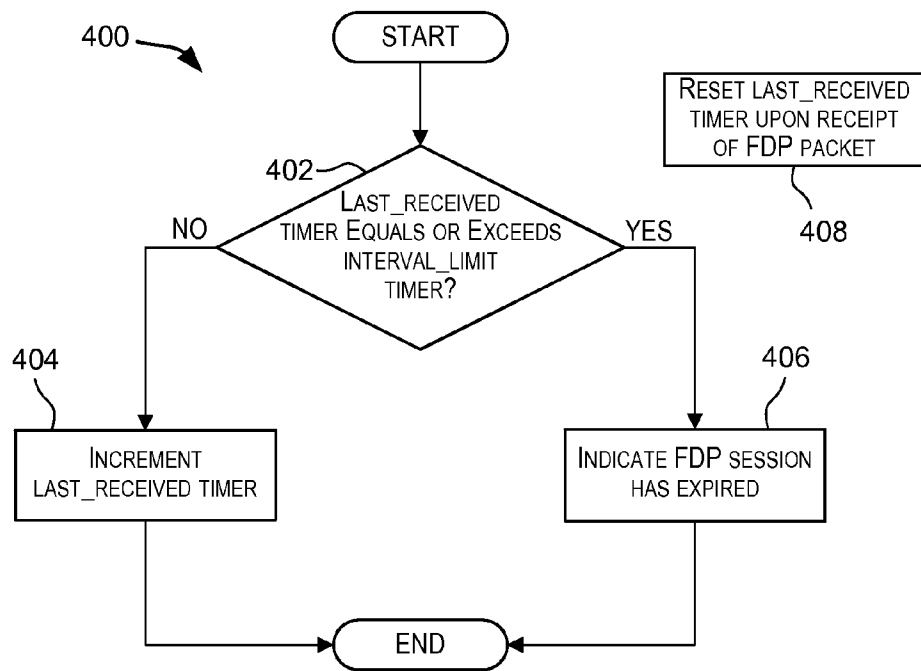 400
START
RESET LAST_RECEIVED
TIMER UPON RECEIPT
OF FDP PACKET
408
402
LAST_RECEIVED
TIMER EQUALS OR EXCEEDS
INTERVAL_LIMIT
TIMER?
NO
YES
404
INCREMENT
LAST_RECEIVED TIMER
406
INDICATE FDP SESSION
HAS EXPIRED
END